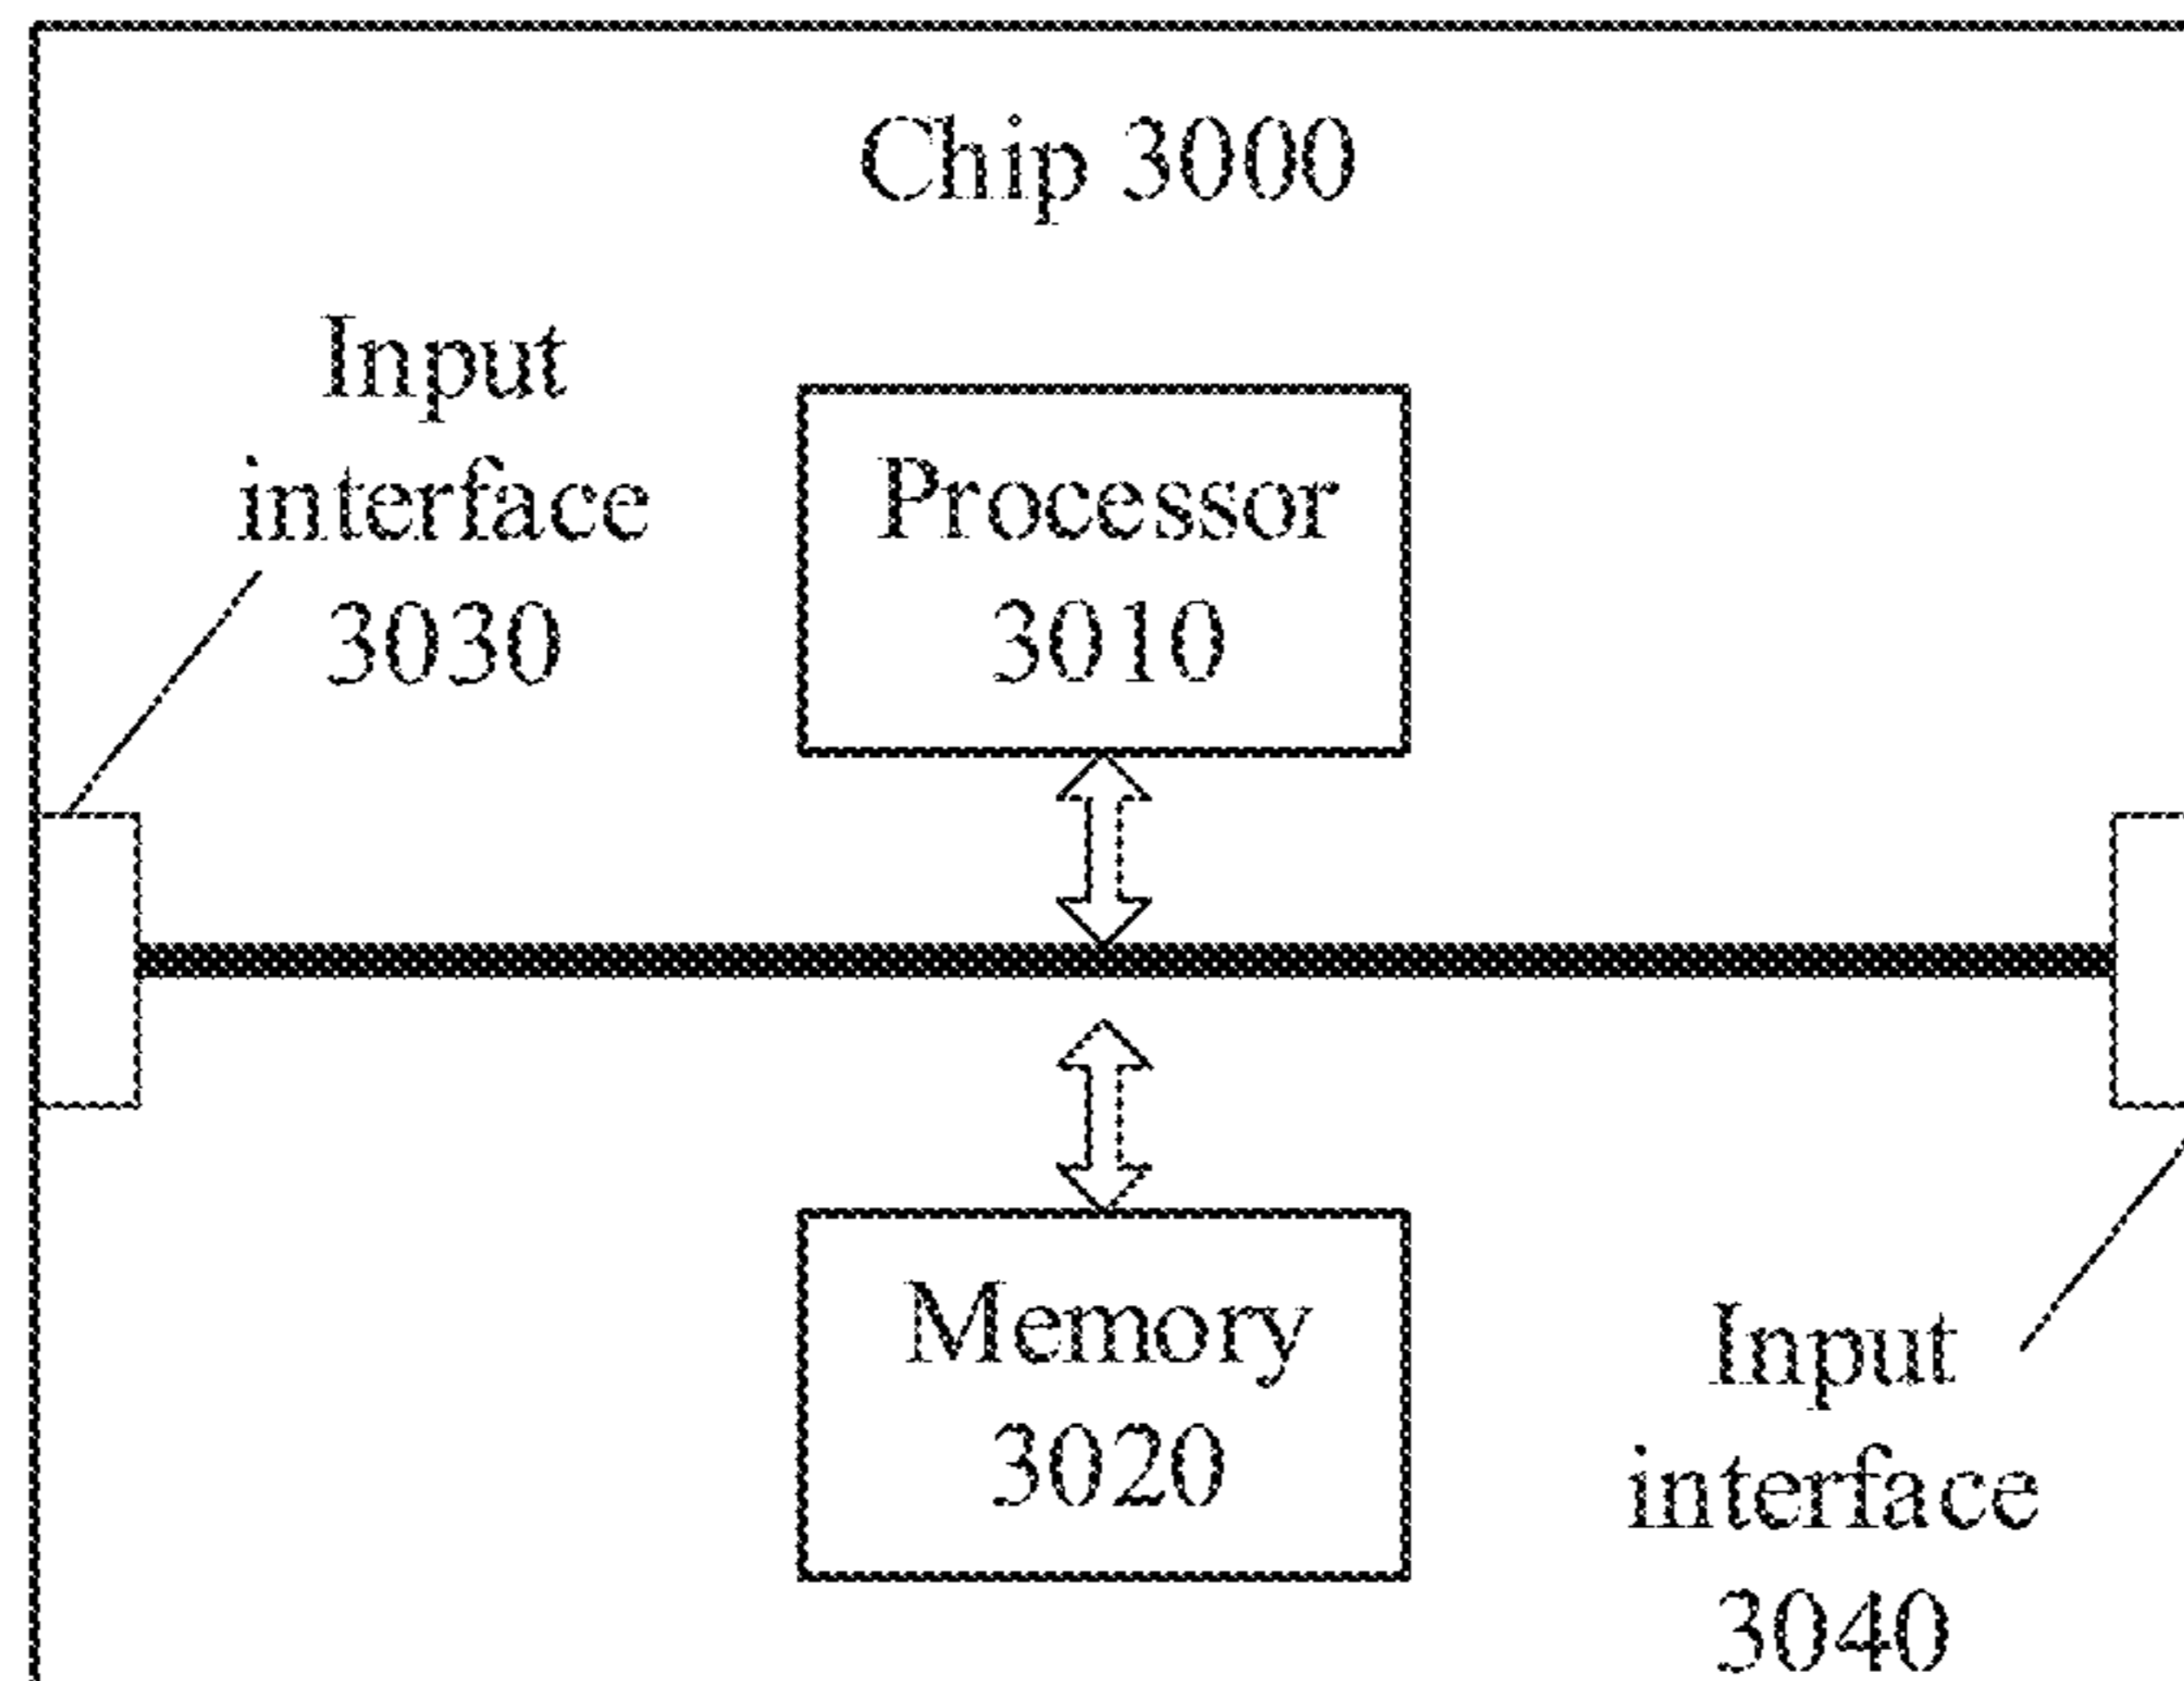 Chip 3000
Input
interface
3030
Processor
3010
Memory
3020
Input
interface
3040